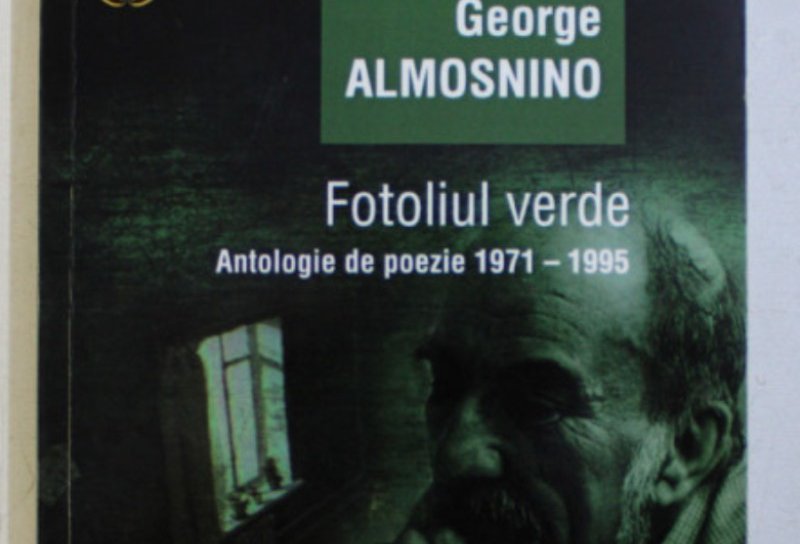 George
ALMOSNINO
Fotoliul verde
Antologie de poezie 1971 – 1995